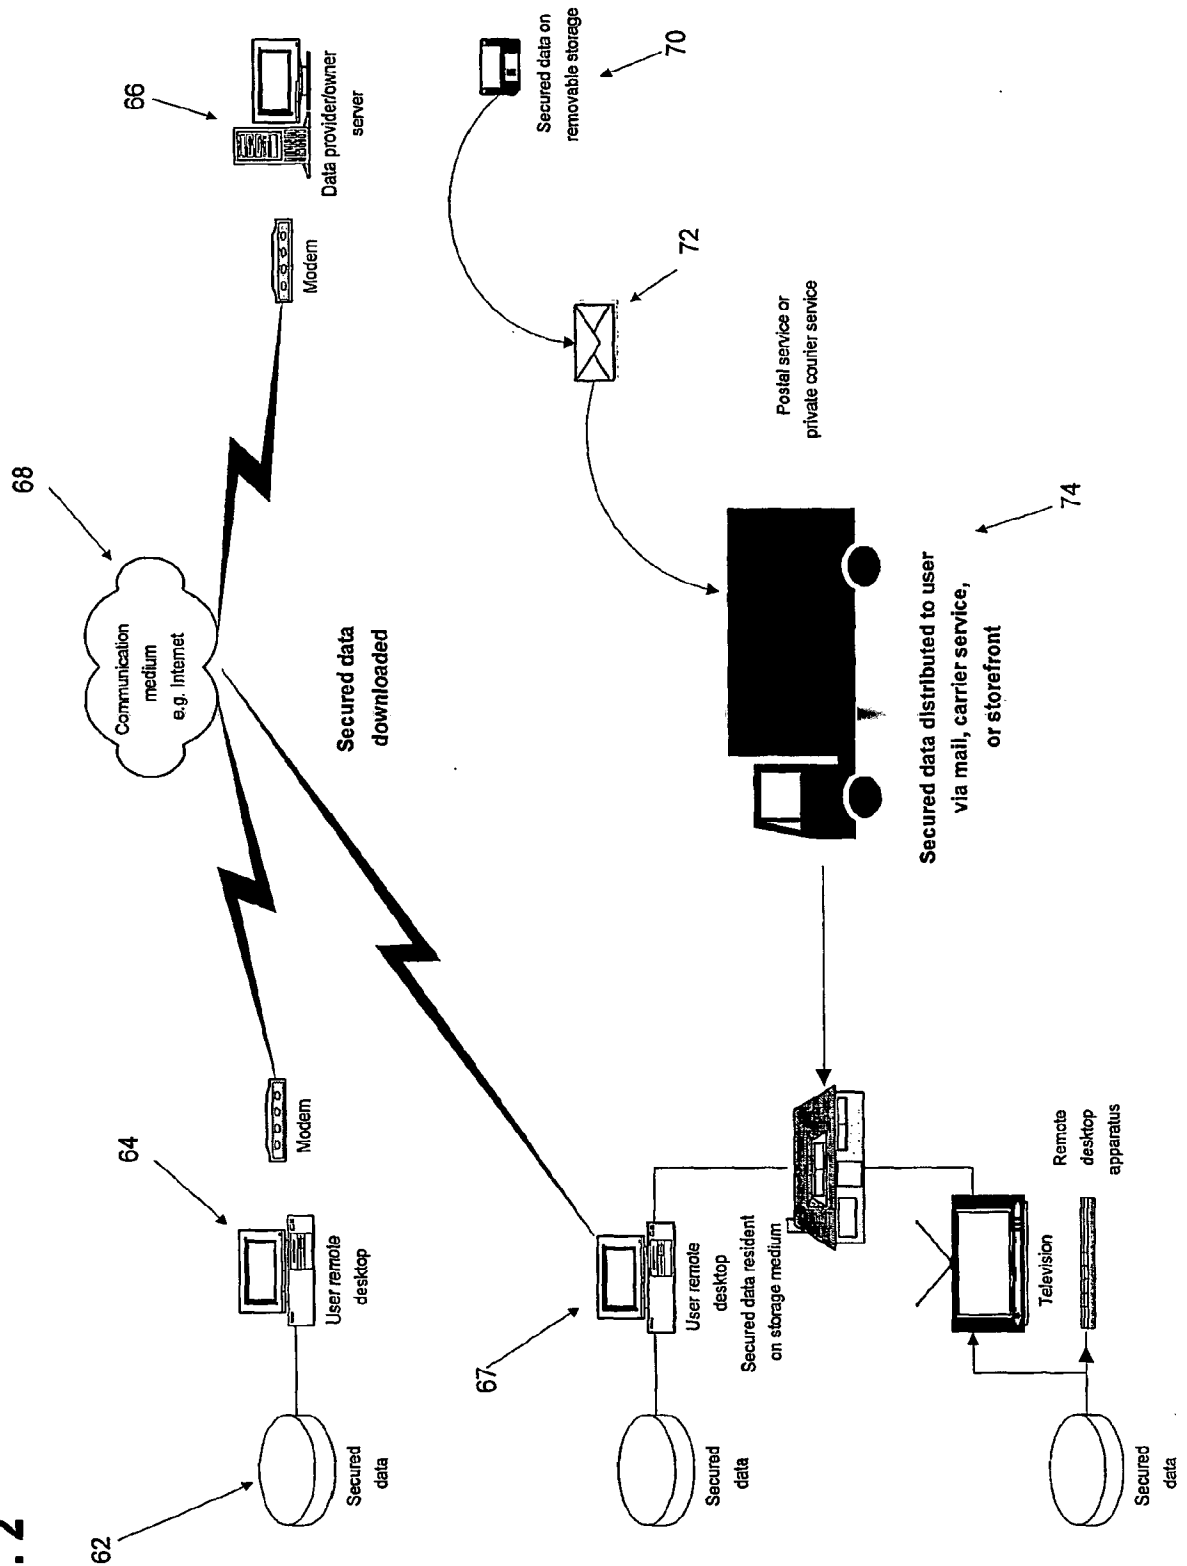 . 2
62
64
66
67
68
70
72
74
Secured
data
User remote
desktop
Modem
Communication
medium
e.g. Internet
Modem
Data provider/owner
server
Secured data
downloaded
Secured data on
removable storage
Postal service or
private courier service
Secured data distributed to user
via mail, carrier service,
or storefront
Secured
data
User remote
desktop
Secured data resident
on storage medium
Television
Remote
desktop
apparatus
Secured
data